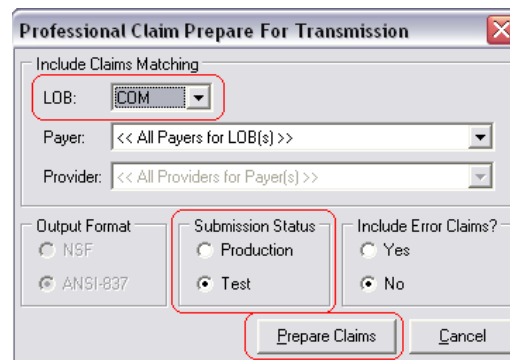 Professional Claim Prepare For Transmission
Include Claims Matching
LOB: COM
Payer: << All Payers for LOB(s) >>
Provider: << All Providers for Payer(s) >>
Output Format Submission Status Include Error Claims?
NSF Production Yes
ANSI-837 Test No
Prepare Claims Cancel